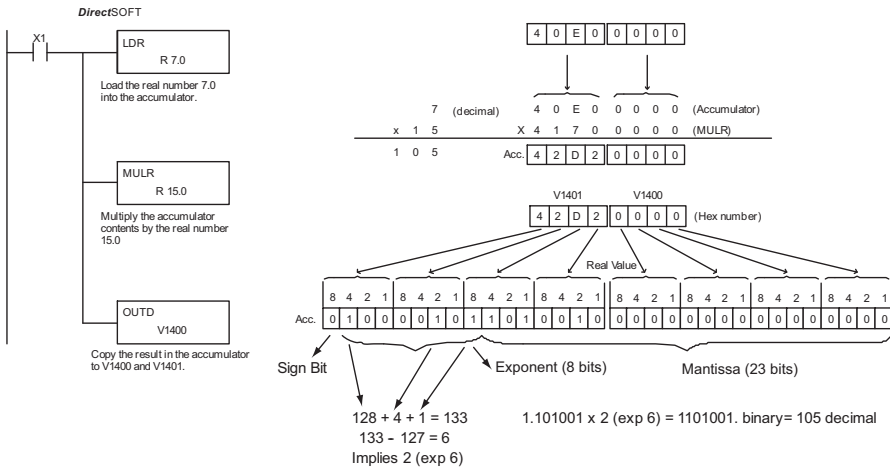 DirectSOFT
X1
LDR
R 7.0
Load the real number 7.0
into the accumulator.
MULR
R 15.0
Multiply the accumulator
contents by the real number
15.0
OUTD
V1400
Copy the result in the accumulator
to V1400 and V1401.
4 0 E 0 0 0 0 0
7 (decimal) 4 0 E 0 0 0 0 0 (Accumulator)
x 1 5 X 4 1 7 0 0 0 0 0 (MULR)
1 0 5 Acc. 4 2 D 2 0 0 0 0
V1401 V1400
4 2 D 2 0 0 0 0 (Hex number)
Real Value
8 4 2 1 8 4 2 1 8 4 2 1 8 4 2 1 8 4 2 1 8 4 2 1 8 4 2 1 8 4 2 1
Acc. 0 1 0 0 0 0 1 0 1 1 0 1 0 0 1 0 0 0 0 0 0 0 0 0 0 0 0 0 0 0 0 0
Sign Bit Exponent (8 bits) Mantissa (23 bits)
128 + 4 + 1 = 133 1.101001 x 2 (exp 6) = 1101001. binary= 105 decimal
133 - 127 = 6
Implies 2 (exp 6)